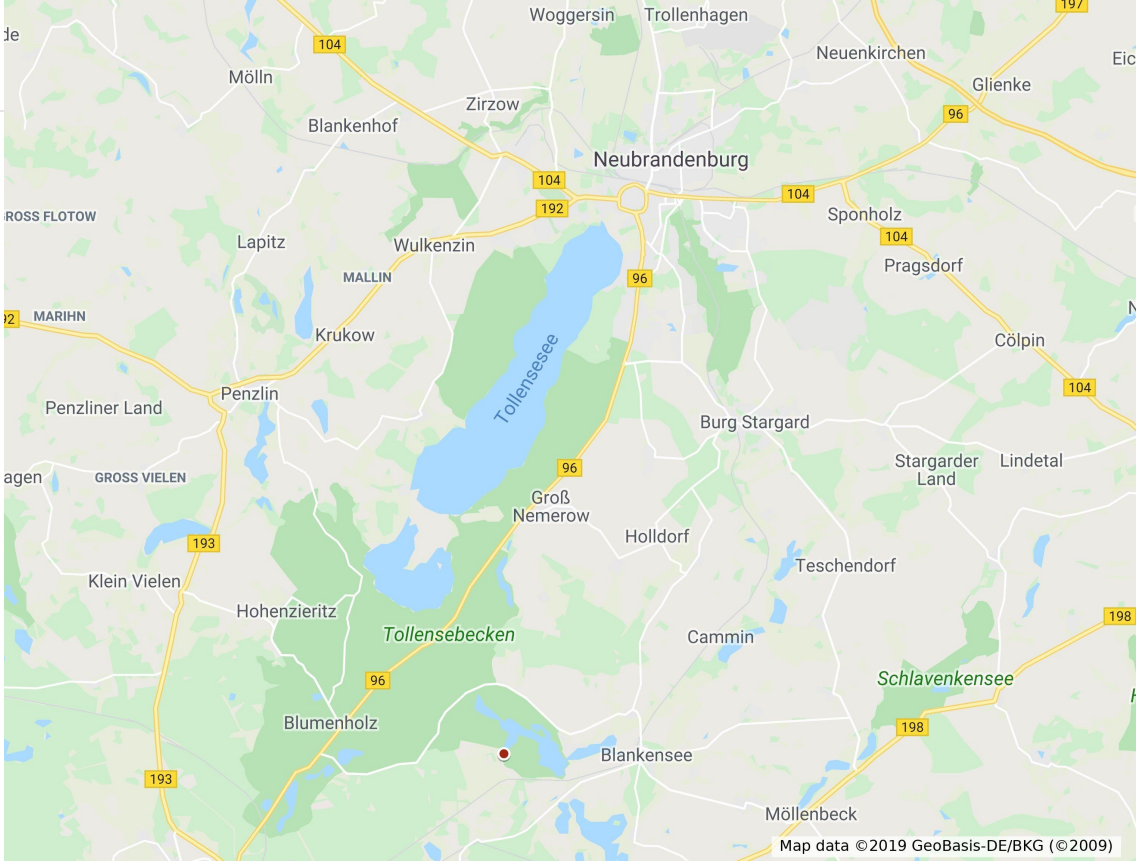 Woggersin
Trollenhagen
197
de
104
Neuenkirchen
Mölln
Glienke
Zirzow
96
Blankenhof
Neubrandenburg
104
104
192
GROSS FLOTOW
Sponholz
104
Lapitz
Wulkenzin
Pragsdorf
MALLIN
96
MARIHN
Krukow
Cölpin
Tollensesee
104
Penzlin
Penzliner Land
Burg Stargard
Stargarder
Land
Lindetal
agen
GROSS VIELEN
96
Groß
Nemerow
Holldorf
193
Teschendorf
Klein Vielen
Hohenzieritz
198
Tollensebecken
Cammin
96
Schlavenkensee
Blumenholz
198
Blankensee
193
Möllenbeck
Map data ©2019 GeoBasis-DE/BKG (©2009)